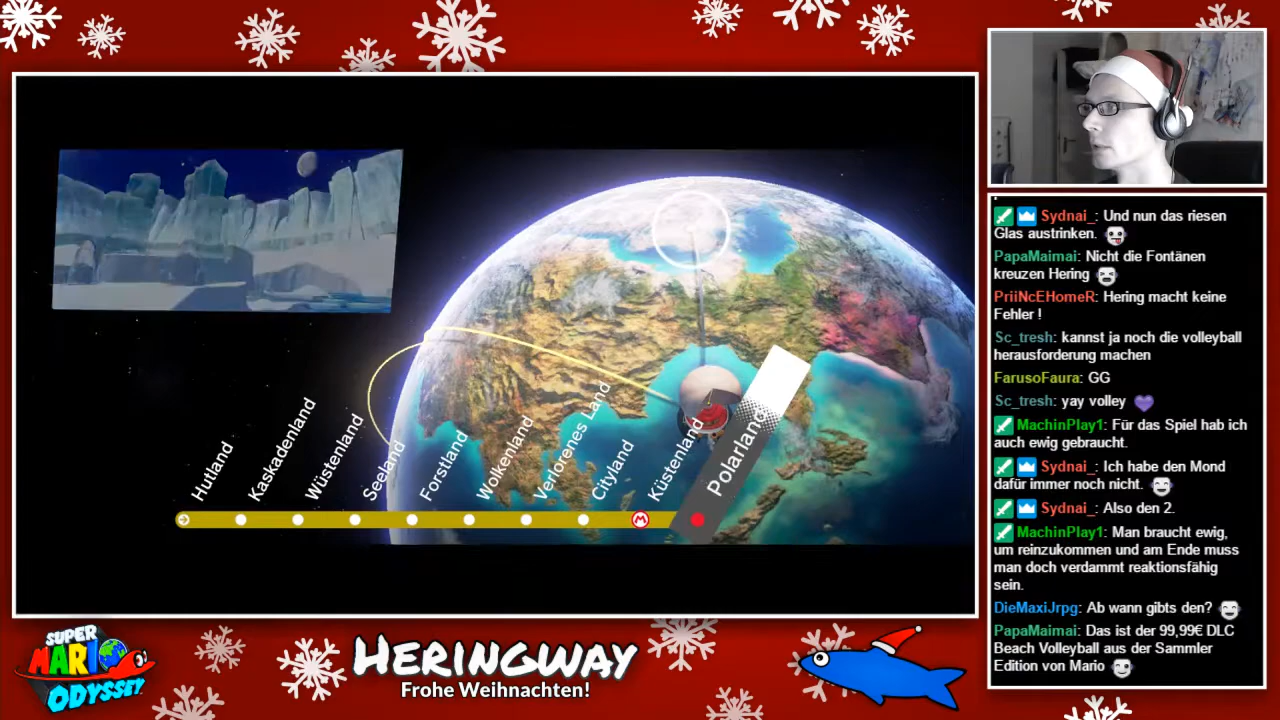 Hutland
Kaskadenland
Wüstenland
Seeland
Forstland
Wolkenland
Verlorenes Land
Cityland
Küstenland
Polarland
Sydnai_: Und nun das riesen
Glas austrinken.
PapaMaimai: Nicht die Fontänen
kreuzen Hering
PriiNcEHomeR: Hering macht keine
Fehler !
Sc_tresh: kannst ja noch die volleyball
herausforderung machen
FarusoFaura: GG
Sc_tresh: yay volley
MachinPlay1: Für das Spiel hab ich
auch ewig gebraucht.
Sydnai_: Ich habe den Mond
dafür immer noch nicht.
Sydnai_: Also den 2.
MachinPlay1: Man braucht ewig,
um reinzukommen und am Ende muss
man doch verdammt reaktionsfähig
sein.
DieMaxiJrpg: Ab wann gibts den?
PapaMaimai: Das ist der 99,99€ DLC
Beach Volleyball aus der Sammler
Edition von Mario
SUPER
MARIO
ODYSSEY
HERINGWAY
Frohe Weihnachten!